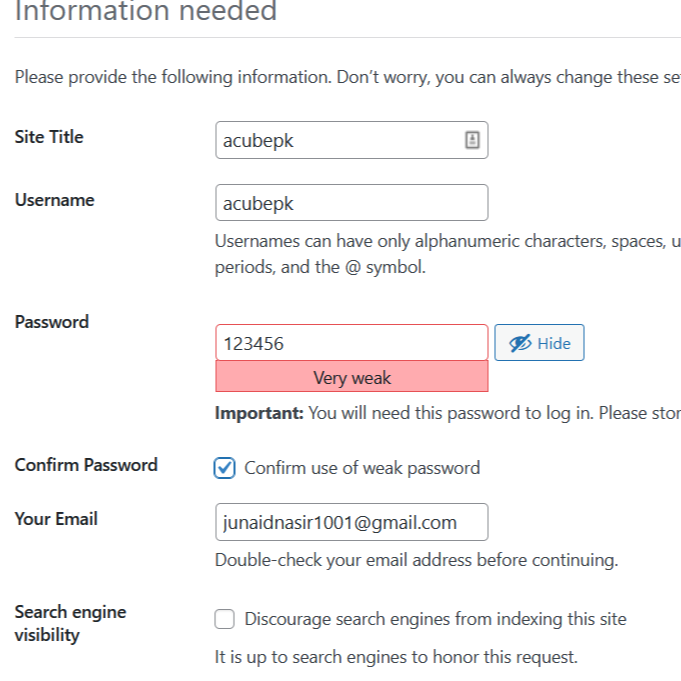 Information needed
Please provide the following information. Don't worry, you can always change these se
Site Title
acubepk
Username
acubepk
Usernames can have only alphanumeric characters, spaces, u
periods, and the @ symbol.
Password
123456
Hide
Very weak
Important: You will need this password to log in. Please stor
Confirm Password
Confirm use of weak password
Your Email
junaidnasir1001@gmail.com
Double-check your email address before continuing.
Search engine
visibility
Discourage search engines from indexing this site
It is up to search engines to honor this request.